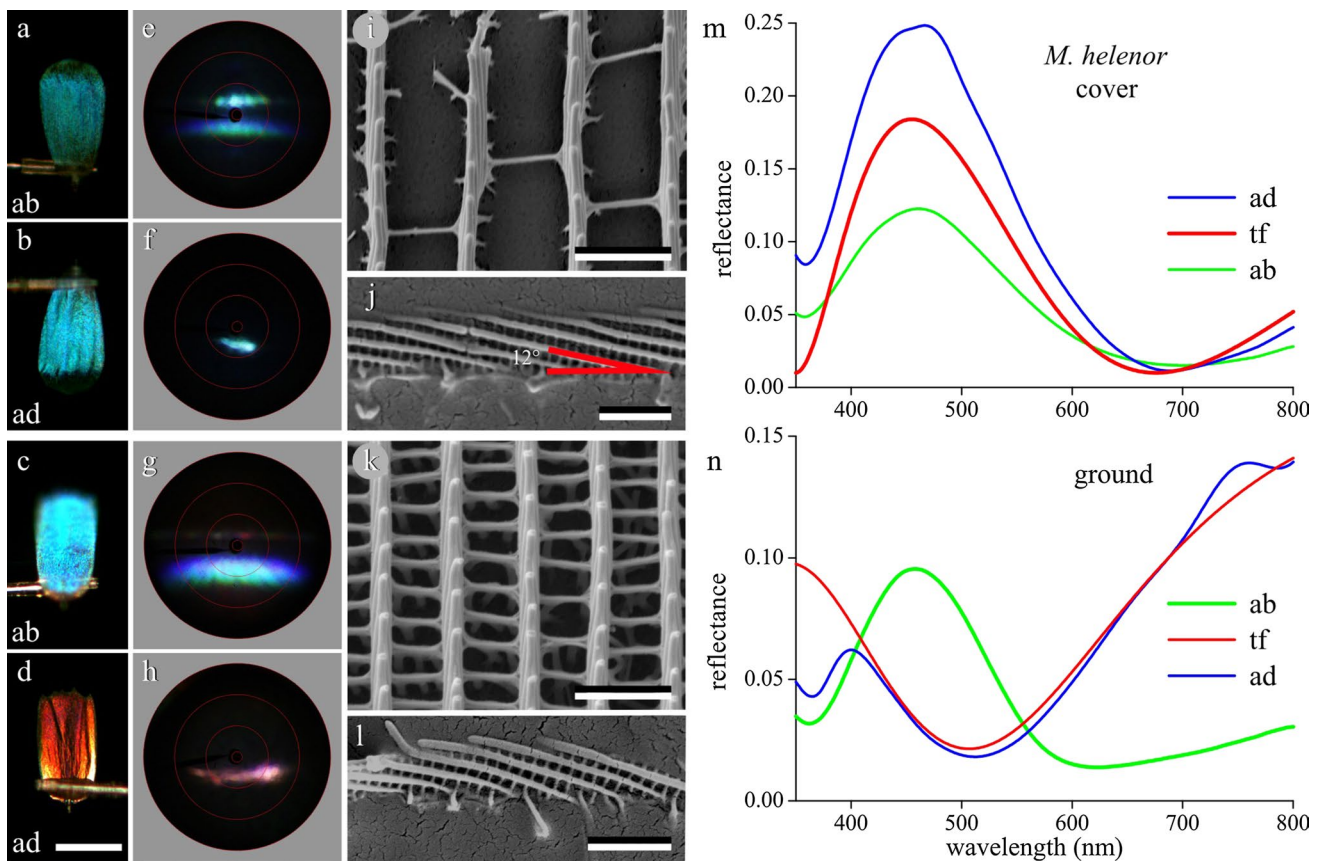 a
ab
b
ad
c
ab
d
ad
e
f
g
h
i
j
12°
k
l
m
0.25
0.20
0.15
0.10
0.05
0.00
reflectance
M. helenor
cover
ad
tf
ab
400
500
600
700
800
n
0.15
0.10
0.05
0.00
reflectance
ground
ab
tf
ad
400
500
600
700
800
wavelength (nm)